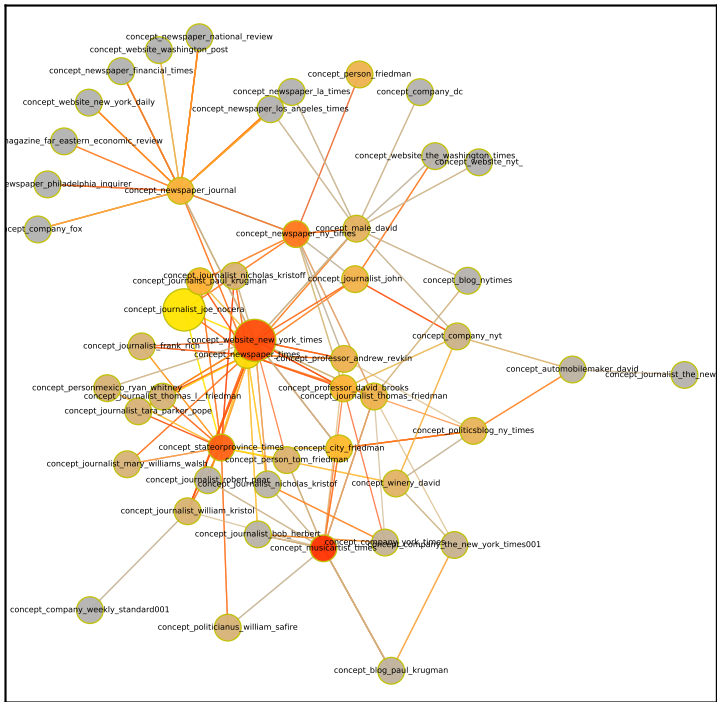 concept_newspaper_national_review
concept_website_washington_post
concept_newspaper_financial_times
concept_person_friedman
concept_newspaper_la_times
concept_company_dc
concept_website_new_york_daily
concept_newspaper_los_angeles_times
magazine_far_eastern_economic_review
concept_website_the_washington_times
concept_website_nyt_
ewspaper_philadelphia_inquirer
concept_newspaper_journal
concept_company_fox
concept_male_david
concept_newspaper_ny_times
concept_journalist_nicholas_kristoff
concept_journalist_paul_krugman
concept_journalist_john
concept_blog_nytimes
concept_journalist_joe_nocera
concept_website_new_york_times
concept_company_nyt
concept_journalist_frank_rich
concept_newspaper_times
concept_professor_andrew_revkin
concept_automobilemaker_david
concept_journalist_the_new
concept_personmexico_ryan_whitney
concept_professor_david_brooks
concept_journalist_thomas_l__friedman
concept_journalist_thomas_friedman
concept_journalist_tara_parker_pope
concept_politicsblog_ny_times
concept_stateorprovince_times
concept_city_friedman
concept_person_tom_friedman
concept_journalist_mary_williams_walsh
concept_journalist_robert_pear
concept_journalist_nicholas_kristof
concept_winery_david
concept_journalist_william_kristol
concept_journalist_bob_herbert
concept_company_york_times
concept_company_the_new_york_times001
concept_musicartist_times
concept_company_weekly_standard001
concept_politicianus_william_safire
concept_blog_paul_krugman